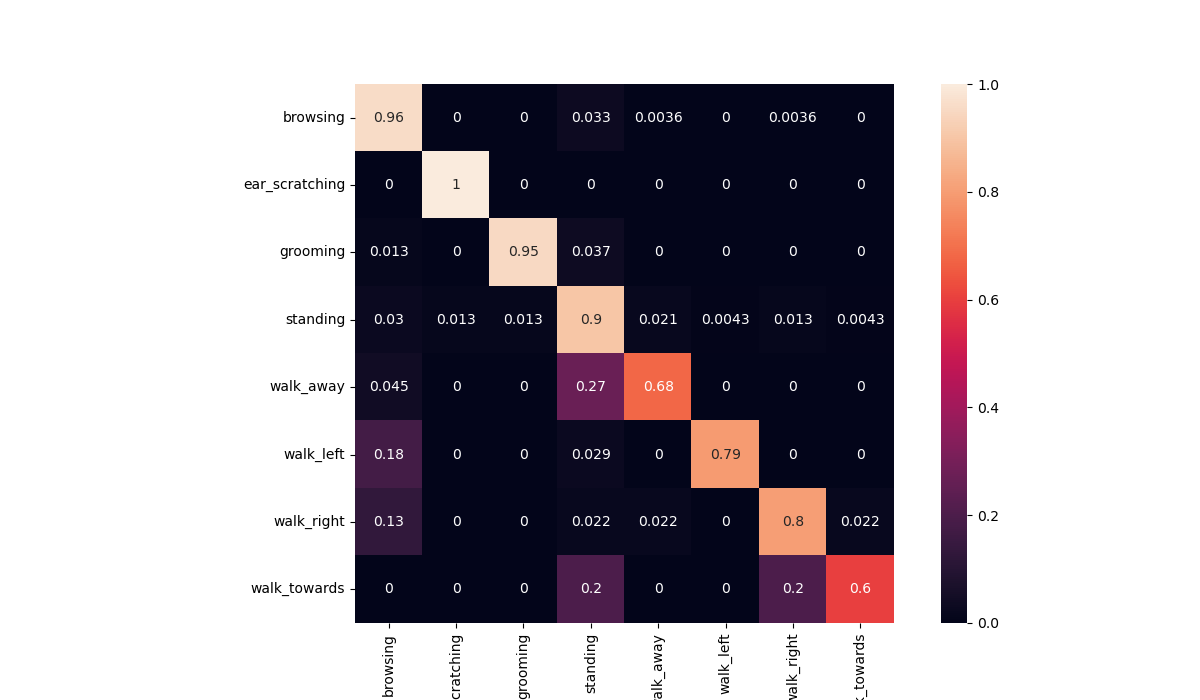 browsing 0.96 0 0 0.033 0.0036 0 0.0036 0
ear_scratching 0 1 0 0 0 0 0 0
grooming 0.013 0 0.95 0.037 0 0 0 0
standing 0.03 0.013 0.013 0.9 0.021 0.0043 0.013 0.0043
walk_away 0.045 0 0 0.27 0.68 0 0 0
walk_left 0.18 0 0 0.029 0 0.79 0 0
walk_right 0.13 0 0 0.022 0.022 0 0.8 0.022
walk_towards 0 0 0 0.2 0 0 0.2 0.6
browsing
cratching
grooming
standing
alk_away
walk_left
walk_right
_towards
1.0
0.8
0.6
0.4
0.2
0.0